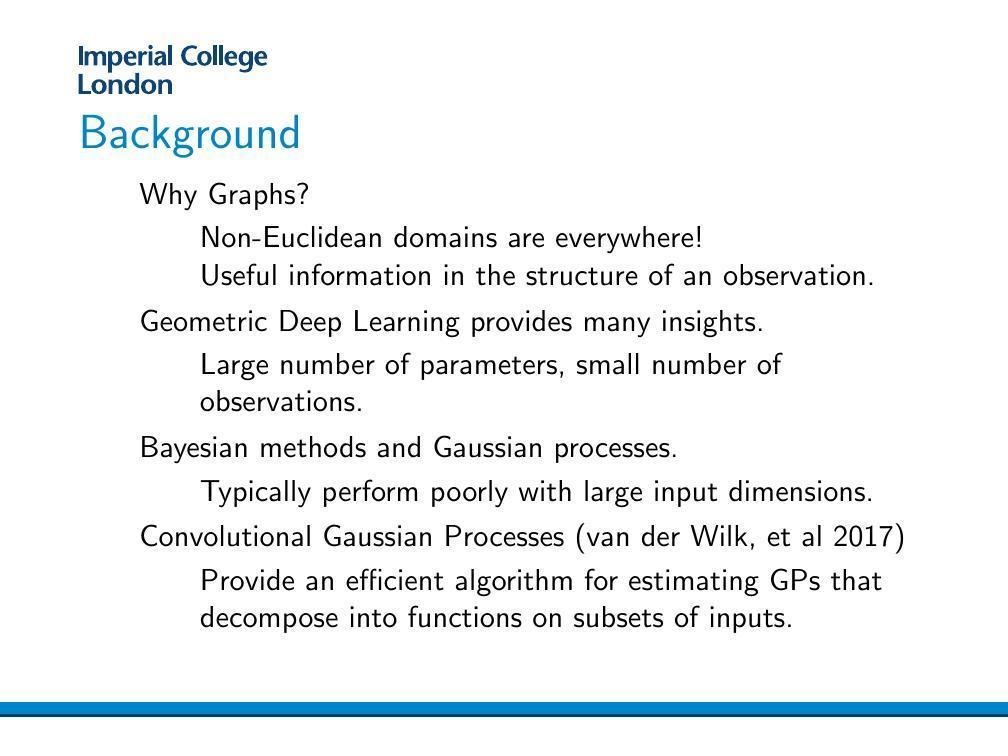 Imperial College
London
Background
Why Graphs?
Non-Euclidean domains are everywhere!
Useful information in the structure of an observation.
Geometric Deep Learning provides many insights.
Large number of parameters, small number of
observations.
Bayesian methods and Gaussian processes.
Typically perform poorly with large input dimensions.
Convolutional Gaussian Processes (van der Wilk, et al 2017)
Provide an efficient algorithm for estimating GPs that
decompose into functions on subsets of inputs.